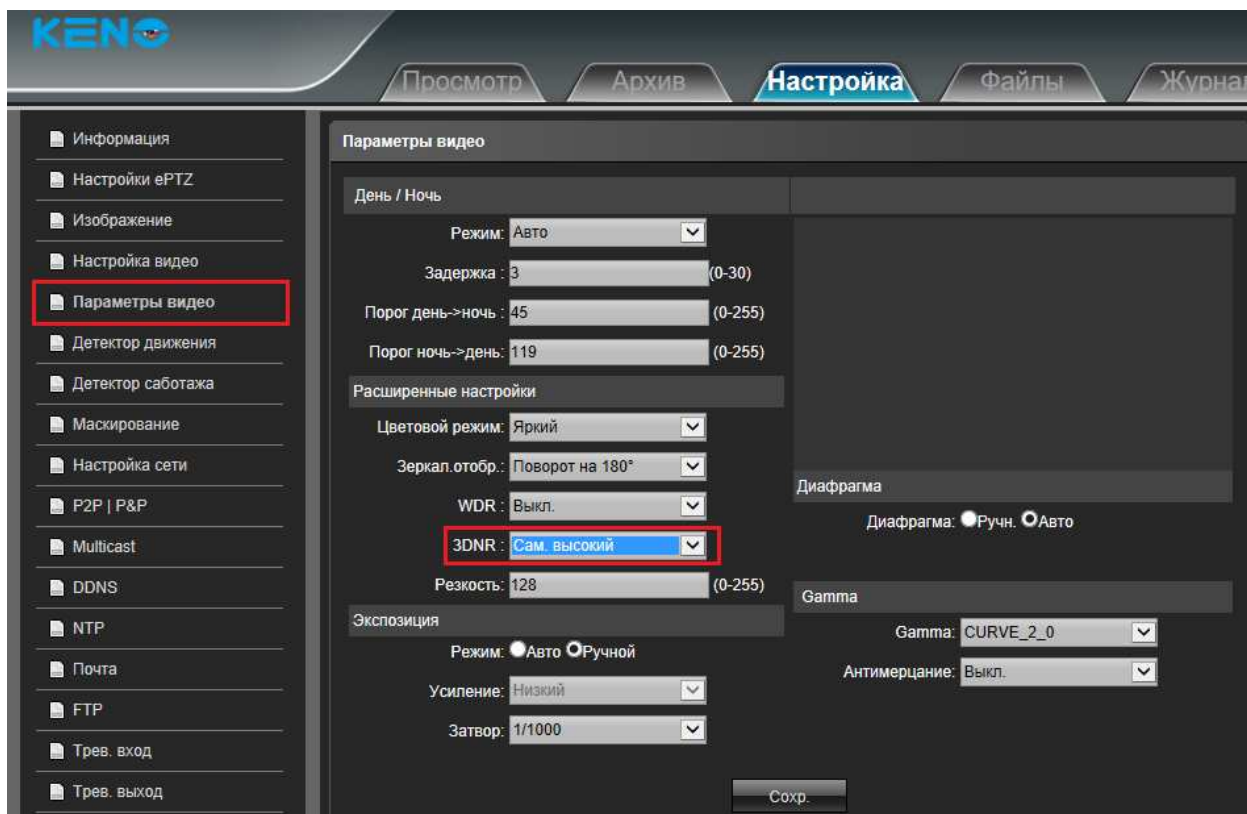 KENO
Просмотр Архив Настройка Файлы Журнал
Информация
Настройки ePTZ
Изображение
Настройка видео
Параметры видео
Детектор движения
Детектор саботажа
Маскирование
Настройка сети
P2P | P&P
Multicast
DDNS
NTP
Почта
FTP
Трев. вход
Трев. выход
Параметры видео
День / Ночь
Режим: Авто
Задержка : 3 (0-30)
Порог день->ночь : 45 (0-255)
Порог ночь->день: 119 (0-255)
Расширенные настройки
Цветовой режим: Яркий
Зеркал.отобр.: Поворот на 180°
WDR : Выкл.
3DNR : Сам. высокий
Резкость: 128 (0-255)
Экспозиция
Режим: Авто Ручной
Усиление: Низкий
Затвор: 1/1000
Диафрагма
Диафрагма: Ручн. Авто
Gamma
Gamma: CURVE_2_0
Антимерцание: Выкл.
Сохр.